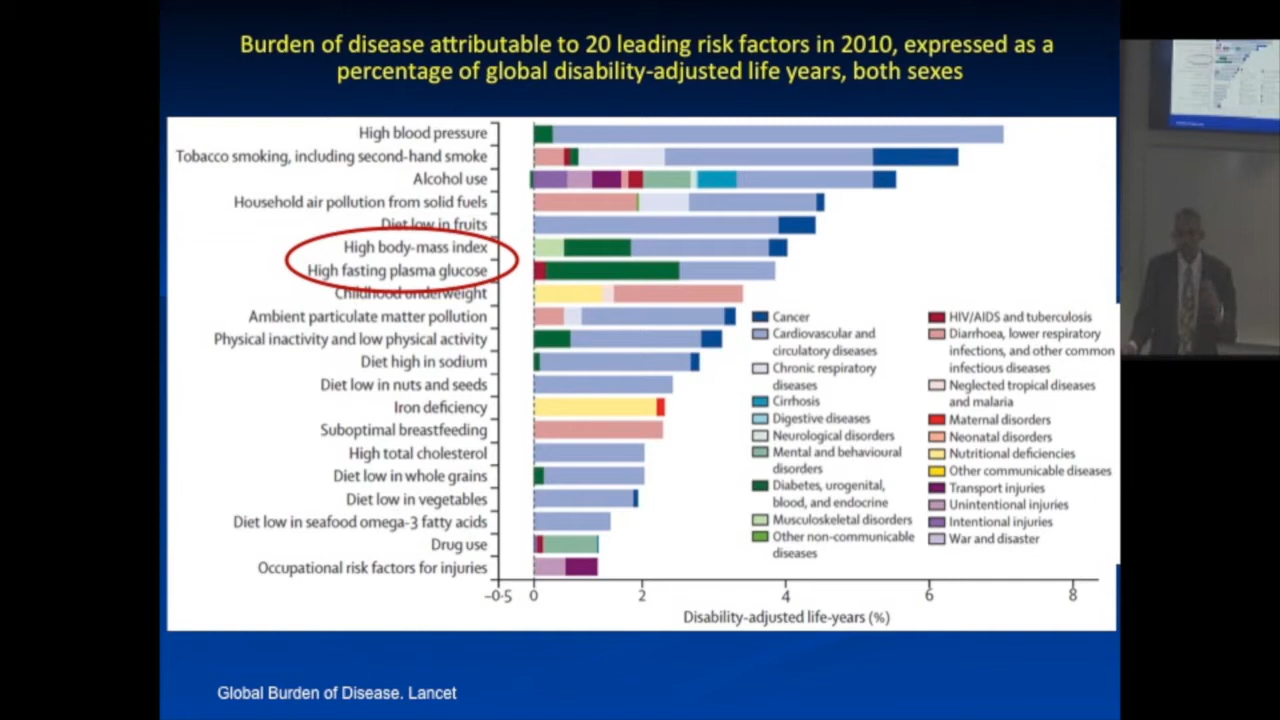 Burden of disease attributable to 20 leading risk factors in 2010, expressed as a
percentage of global disability-adjusted life years, both sexes
High blood pressure
Tobacco smoking, including second-hand smoke
Alcohol use
Household air pollution from solid fuels
Diet low in fruits
High body-mass index
High fasting plasma glucose
Childhood underweight
Ambient particulate matter pollution
Physical inactivity and low physical activity
Diet high in sodium
Diet low in nuts and seeds
Iron deficiency
Suboptimal breastfeeding
High total cholesterol
Diet low in whole grains
Diet low in vegetables
Diet low in seafood omega-3 fatty acids
Drug use
Occupational risk factors for injuries
Cancer
Cardiovascular and
circulatory diseases
Chronic respiratory
diseases
Cirrhosis
Digestive diseases
Neurological disorders
Mental and behavioural
disorders
Diabetes, urogenital,
blood, and endocrine
Musculoskeletal disorders
Other non-communicable
diseases
HIV/AIDS and tuberculosis
Diarrhoea, lower respiratory
infections, and other common
infectious diseases
Neglected tropical diseases
and malaria
Maternal disorders
Neonatal disorders
Nutritional deficiencies
Other communicable diseases
Transport injuries
Unintentional injuries
Intentional injuries
War and disaster
-0·5 0 2 4 6 8
Disability-adjusted life-years (%)
Global Burden of Disease. Lancet